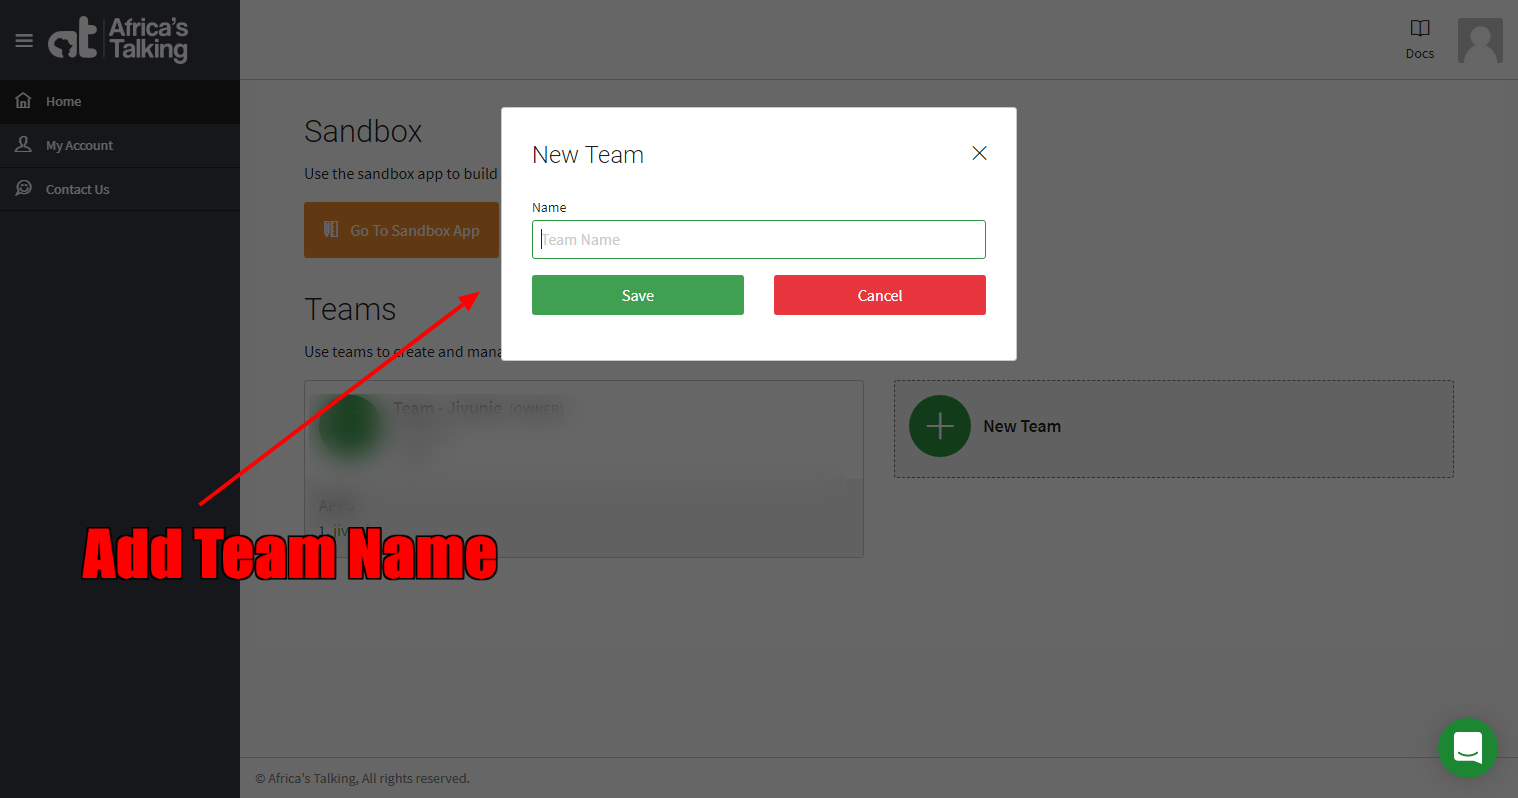 Africa's
Talking
Docs
Home
My Account
Contact Us
Sandbox
Use the sandbox app to build
Go To Sandbox App
New Team
Name
Team Name
Save
Cancel
Teams
Use teams to create and mana
Team - Jivunie (OWNER)
New Team
APPS
1. jiv
Add Team Name
© Africa's Talking, All rights reserved.